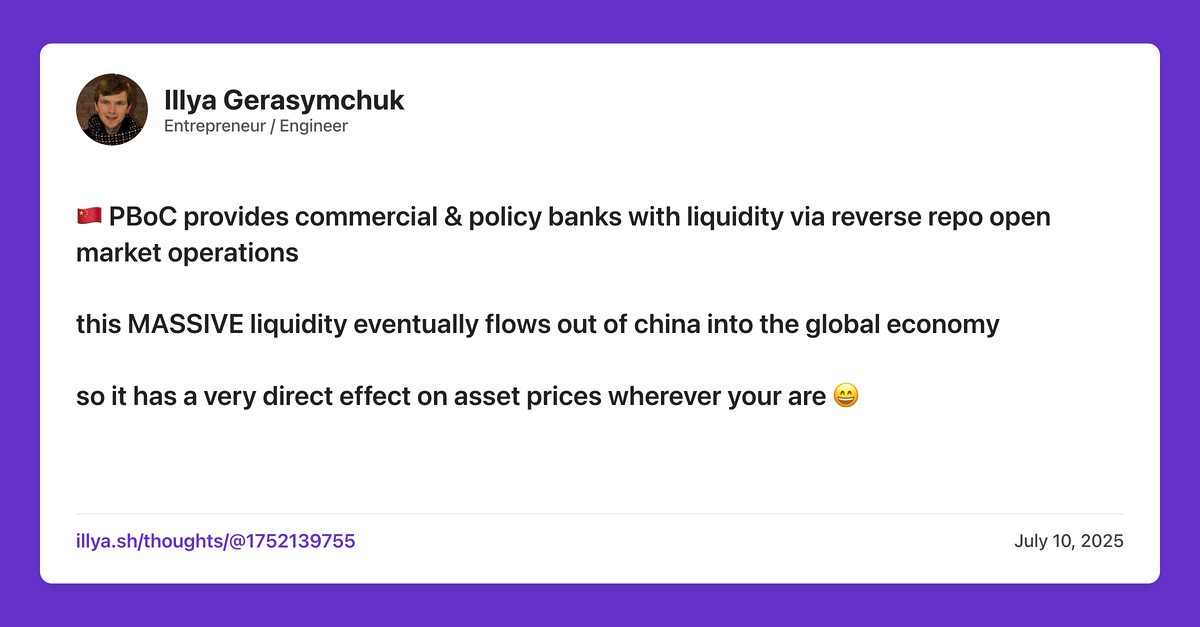 Illya Gerasymchuk
Entrepreneur / Engineer
🇨🇳 PBoC provides commercial & policy banks with liquidity via reverse repo open
market operations
this MASSIVE liquidity eventually flows out of china into the global economy
so it has a very direct effect on asset prices wherever your are 😄
illya.sh/thoughts/@1752139755
July 10, 2025